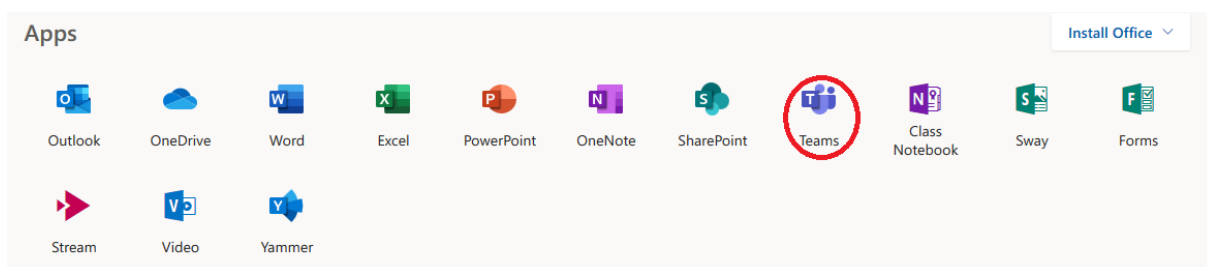 Apps
Install Office
Outlook OneDrive Word Excel PowerPoint OneNote SharePoint Teams Class Notebook Sway Forms
Stream Video Yammer